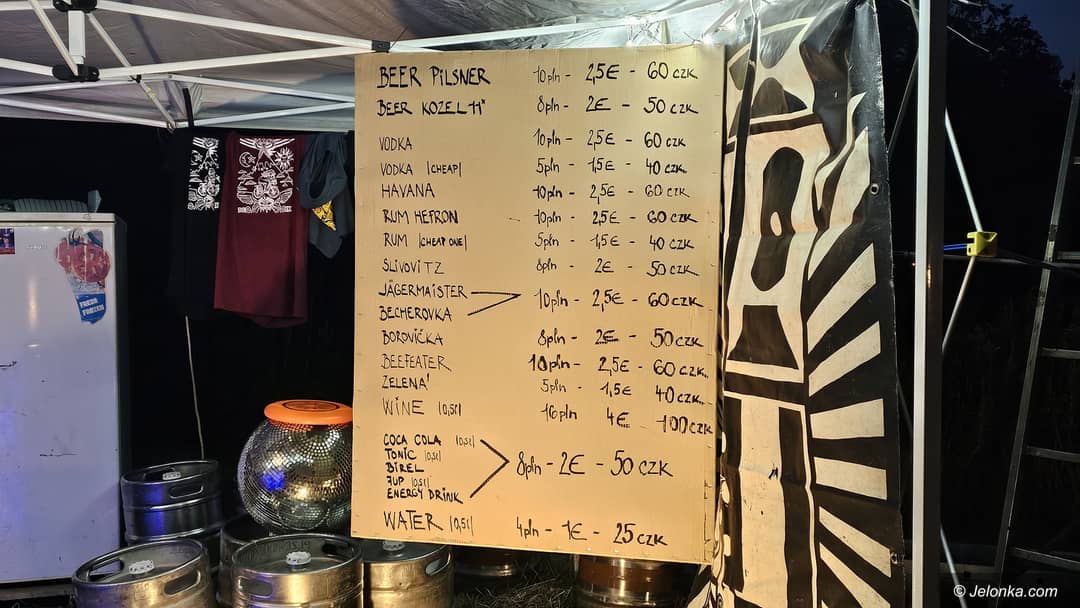 BEER PILSNER 10pln - 2,5€ - 60 CZK
BEER KOZEL 11° 8pln - 2€ - 50 CZK
VODKA 10pln - 2,5€ - 60 CZK
VODKA |CHEAP| 5pln - 1,5€ - 40 CZK
HAVANA 10pln - 2,5€ - 60 CZK
RUM HEFRON 10pln - 2,5€ - 60 CZK
RUM |CHEAP ONE| 5pln - 1,5€ - 40 CZK
SLIVOVITZ 8pln - 2€ - 50 CZK
JÄGERMAISTER
BECHEROVKA 10pln - 2,5€ - 60 CZK
BOROVIČKA 8pln - 2€ - 50 CZK
BEEFEATER 10pln - 2,5€ - 60 CZK
ZELENÁ 5pln - 1,5€ - 40 CZK
WINE |0,5l| 16pln 4€ - 100 CZK
COCA COLA |0,5l|
TONIC |0,5l|
BIREL
7UP |0,5l|
ENERGY DRINK
8pln - 2€ - 50 CZK
WATER |0,5l| 4pln - 1€ - 25 CZK
© Jelonka.com